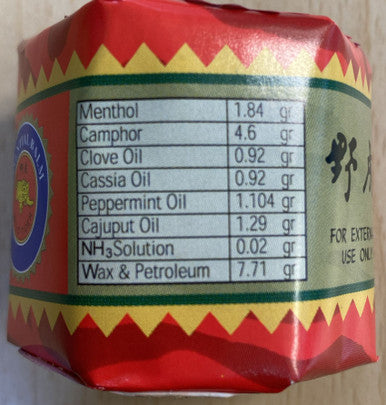 Menthol 1.84 gr
Camphor 4.6 gr
Clove Oil 0.92 gr
Cassia Oil 0.92 gr
Peppermint Oil 1.104 gr
Cajuput Oil 1.29 gr
NH₃Solution 0.02 gr
Wax & Petroleum 7.71 gr
野
FOR EXTERN
USE ONL